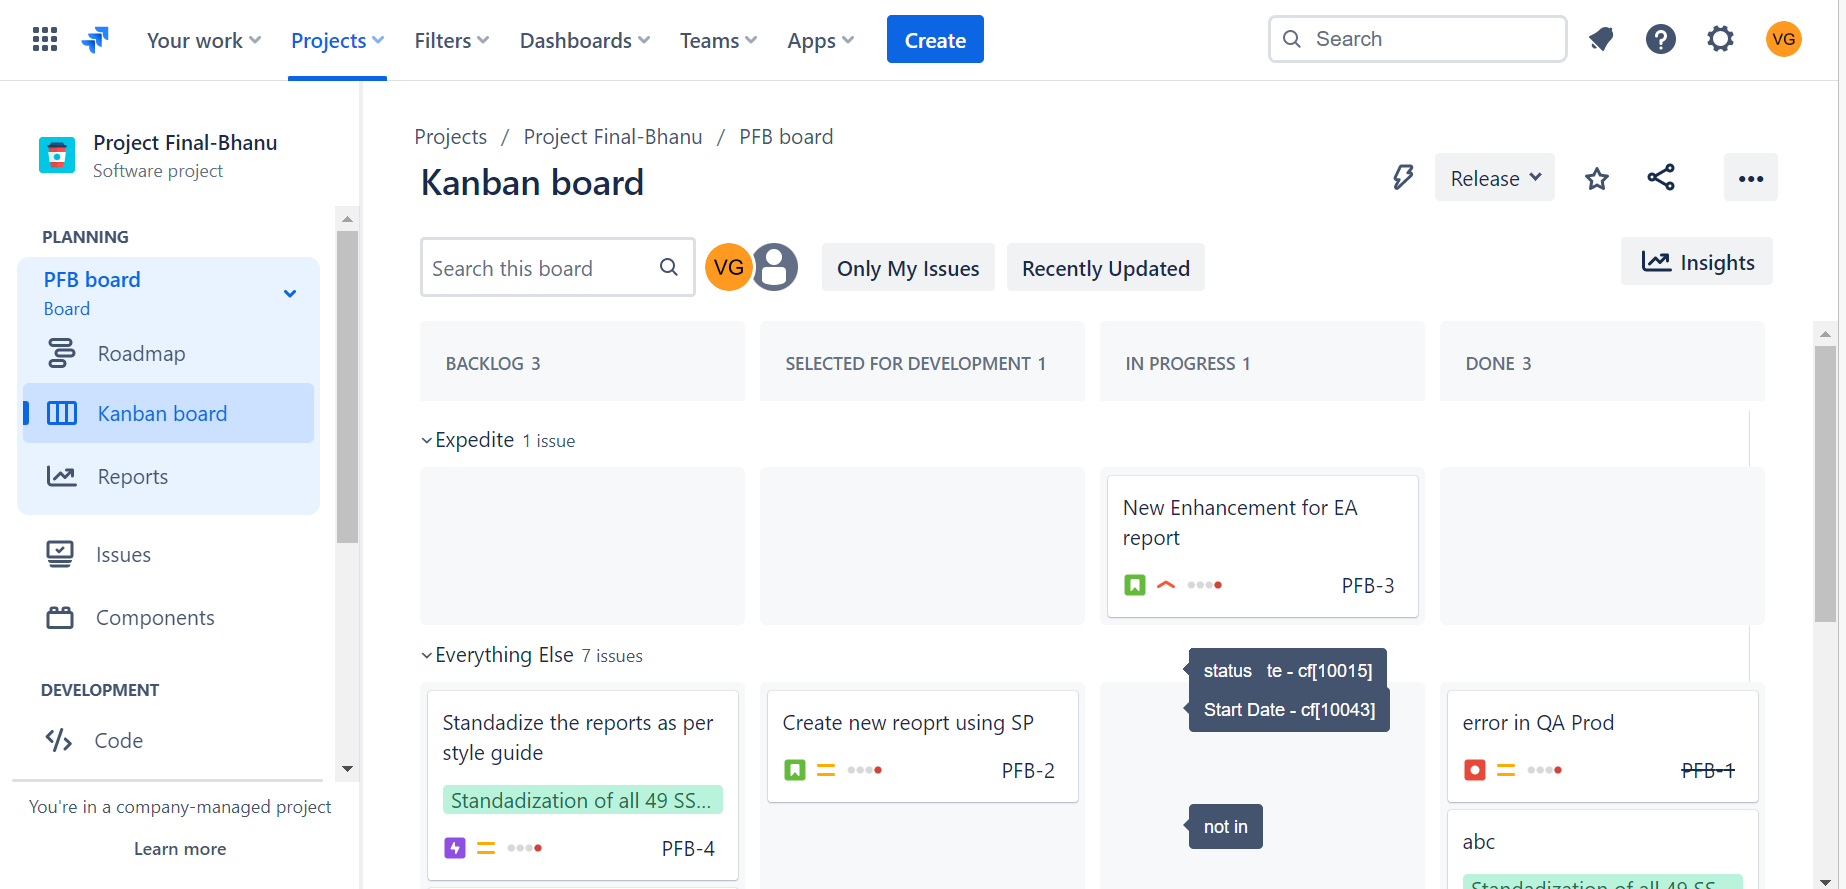 Your work Projects Filters Dashboards Teams Apps Create Search VG
Project Final-Bhanu
Software project
PLANNING
PFB board
Board
Roadmap
Kanban board
Reports
Issues
Components
DEVELOPMENT
Code
You're in a company-managed project
Learn more
Projects / Project Final-Bhanu / PFB board
Kanban board
Release
Search this board VG Only My Issues Recently Updated Insights
BACKLOG 3 SELECTED FOR DEVELOPMENT 1 IN PROGRESS 1 DONE 3
Expedite 1 issue
New Enhancement for EA
report
PFB-3
Everything Else 7 issues
Standadize the reports as per
style guide
Standadization of all 49 SS...
PFB-4
Create new reoprt using SP
PFB-2
status te - cf[10015]
Start Date - cf[10043]
not in
error in QA Prod
PFB-1
abc
Standadization of all 49 SS...